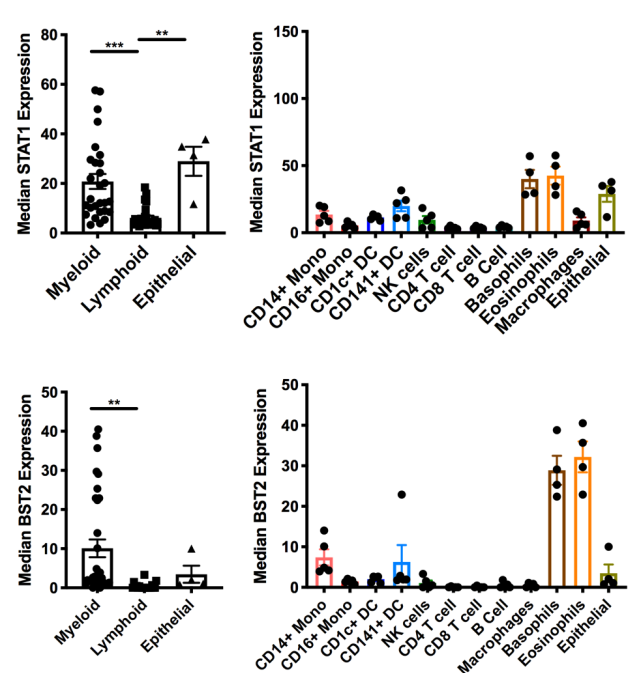 Median STAT1 Expression
80
60
40
20
0
***
**
Myeloid
Lymphoid
Epithelial
Median STAT1 Expression
150
100
50
0
CD14+ Mono
CD16+ Mono
CD1c+ DC
CD141+ DC
NK cells
CD4 T cell
CD8 T cell
B Cell
Basophils
Eosinophils
Macrophages
Epithelial
Median BST2 Expression
50
40
30
20
10
0
**
Myeloid
Lymphoid
Epithelial
Median BST2 Expression
50
40
30
20
10
0
CD14+ Mono
CD16+ Mono
CD1c+ DC
CD141+ DC
NK cells
CD4 T cell
CD8 T cell
B Cell
Macrophages
Basophils
Eosinophils
Epithelial